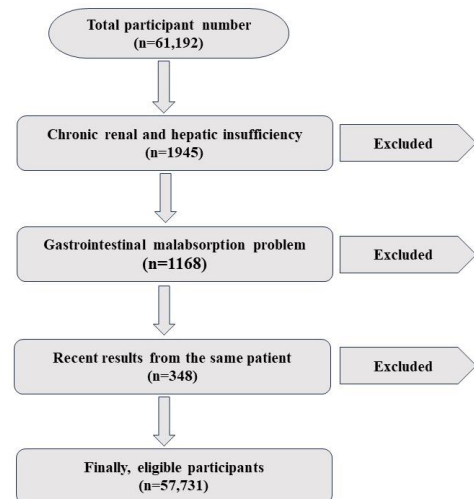 Total participant number
(n=61,192)
Chronic renal and hepatic insufficiency
(n=1945)
Excluded
Gastrointestinal malabsorption problem
(n=1168)
Excluded
Recent results from the same patient
(n=348)
Excluded
Finally, eligible participants
(n=57,731)